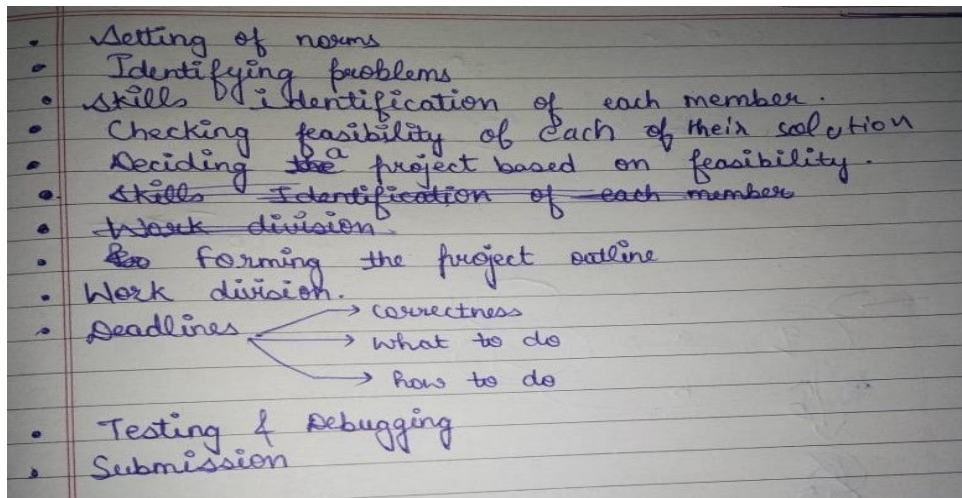 • Setting of norms
• Identifying problems
• Skills identification of each member.
• Checking feasibility of each of their soolution
• Deciding the a project based on feasibility.
• Skills Identification of each member
• Work division.
• Forming the project outline
• Work division.
• Deadlines → correctness
→ what to do
→ how to do
• Testing & Debugging
• Submission